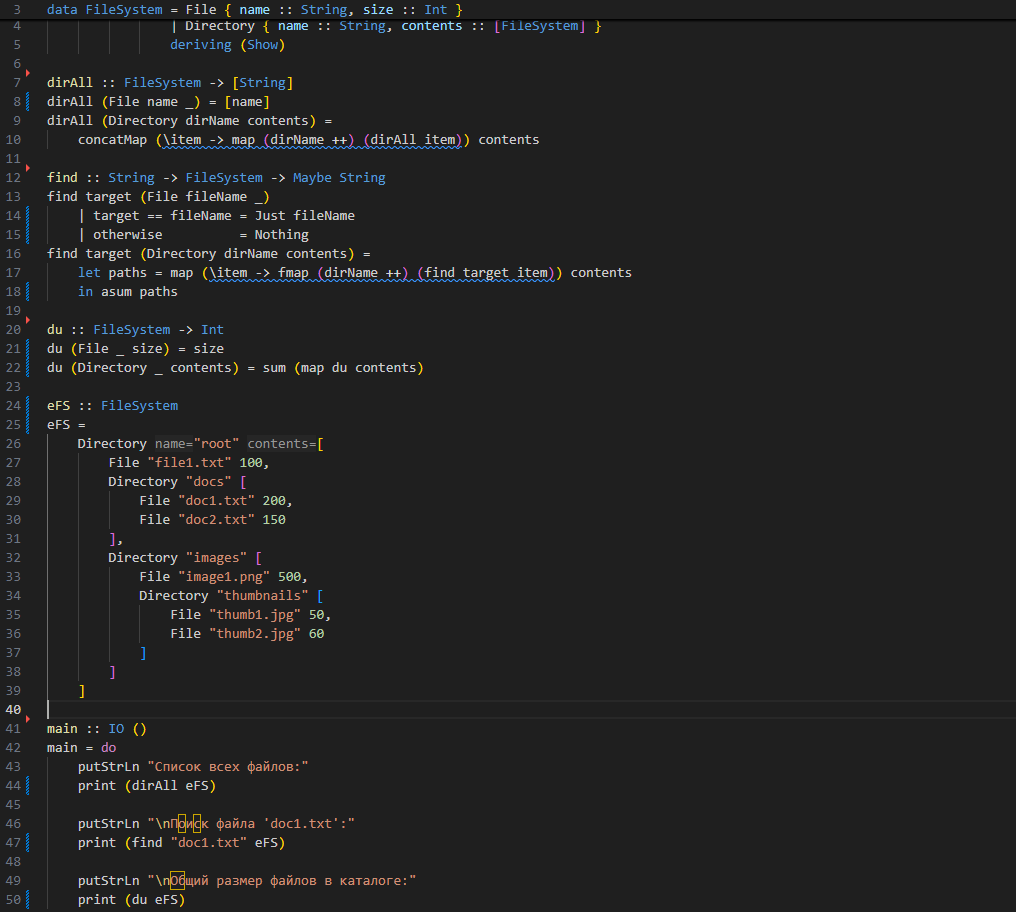 3 data FileSystem = File { name :: String, size :: Int }
4                 | Directory { name :: String, contents :: [FileSystem] }
5                 deriving (Show)
6
7 dirAll :: FileSystem -> [String]
8 dirAll (File name _) = [name]
9 dirAll (Directory dirName contents) =
10     concatMap (\item -> map (dirName ++) (dirAll item)) contents
11
12 find :: String -> FileSystem -> Maybe String
13 find target (File fileName _)
14     | target == fileName = Just fileName
15     | otherwise          = Nothing
16 find target (Directory dirName contents) =
17     let paths = map (\item -> fmap (dirName ++) (find target item)) contents
18     in asum paths
19
20 du :: FileSystem -> Int
21 du (File _ size) = size
22 du (Directory _ contents) = sum (map du contents)
23
24 eFS :: FileSystem
25 eFS =
26     Directory name="root" contents=[
27         File "file1.txt" 100,
28         Directory "docs" [
29             File "doc1.txt" 200,
30             File "doc2.txt" 150
31         ],
32         Directory "images" [
33             File "image1.png" 500,
34             Directory "thumbnails" [
35                 File "thumb1.jpg" 50,
36                 File "thumb2.jpg" 60
37             ]
38         ]
39     ]
40
41 main :: IO ()
42 main = do
43     putStrLn "Список всех файлов:"
44     print (dirAll eFS)
45
46     putStrLn "\nПоиск файла 'doc1.txt':"
47     print (find "doc1.txt" eFS)
48
49     putStrLn "\nОбщий размер файлов в каталоге:"
50     print (du eFS)